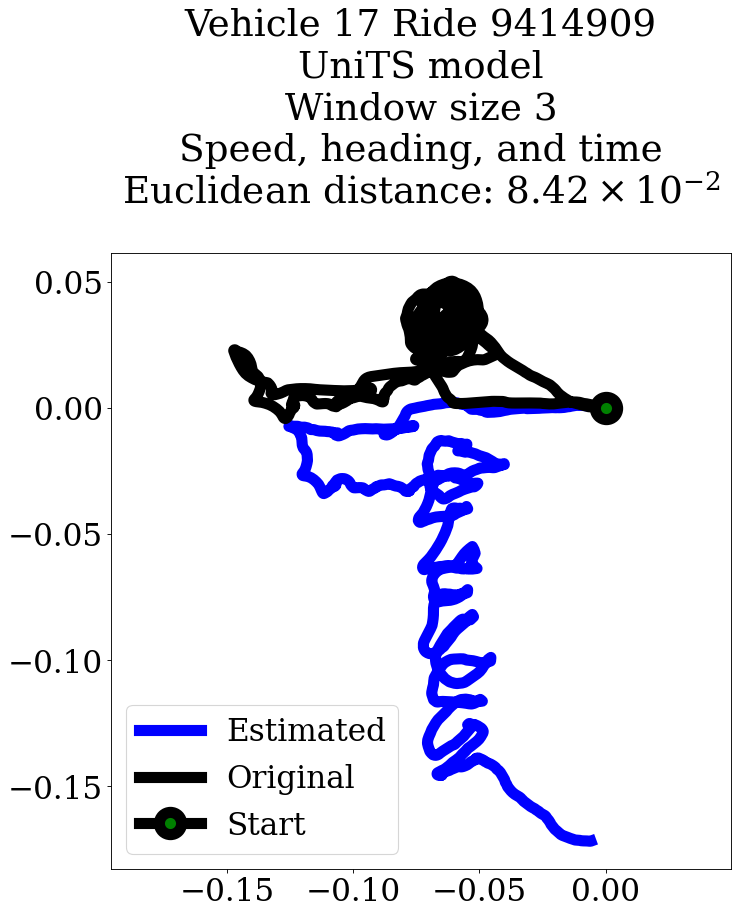 Vehicle 17 Ride 9414909
UniTS model
Window size 3
Speed, heading, and time
Euclidean distance: 8.42 × 10⁻²
0.05
0.00
−0.05
−0.10
−0.15
Estimated
Original
Start
−0.15 −0.10 −0.05 0.00